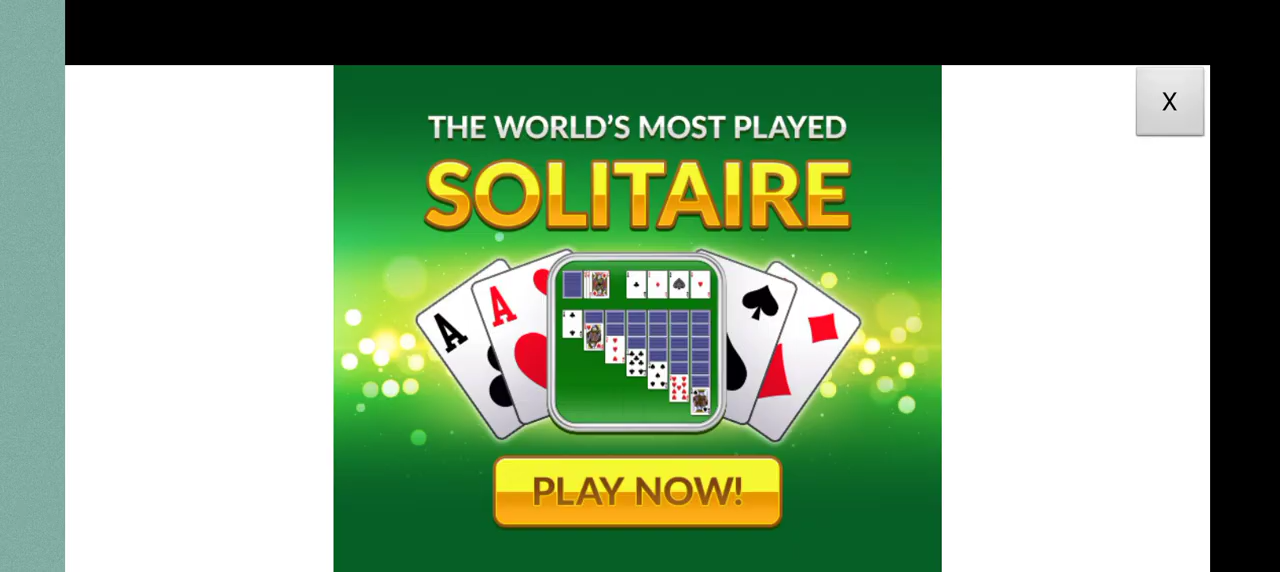 X
THE WORLD'S MOST PLAYED
SOLITAIRE
A A
PLAY NOW!